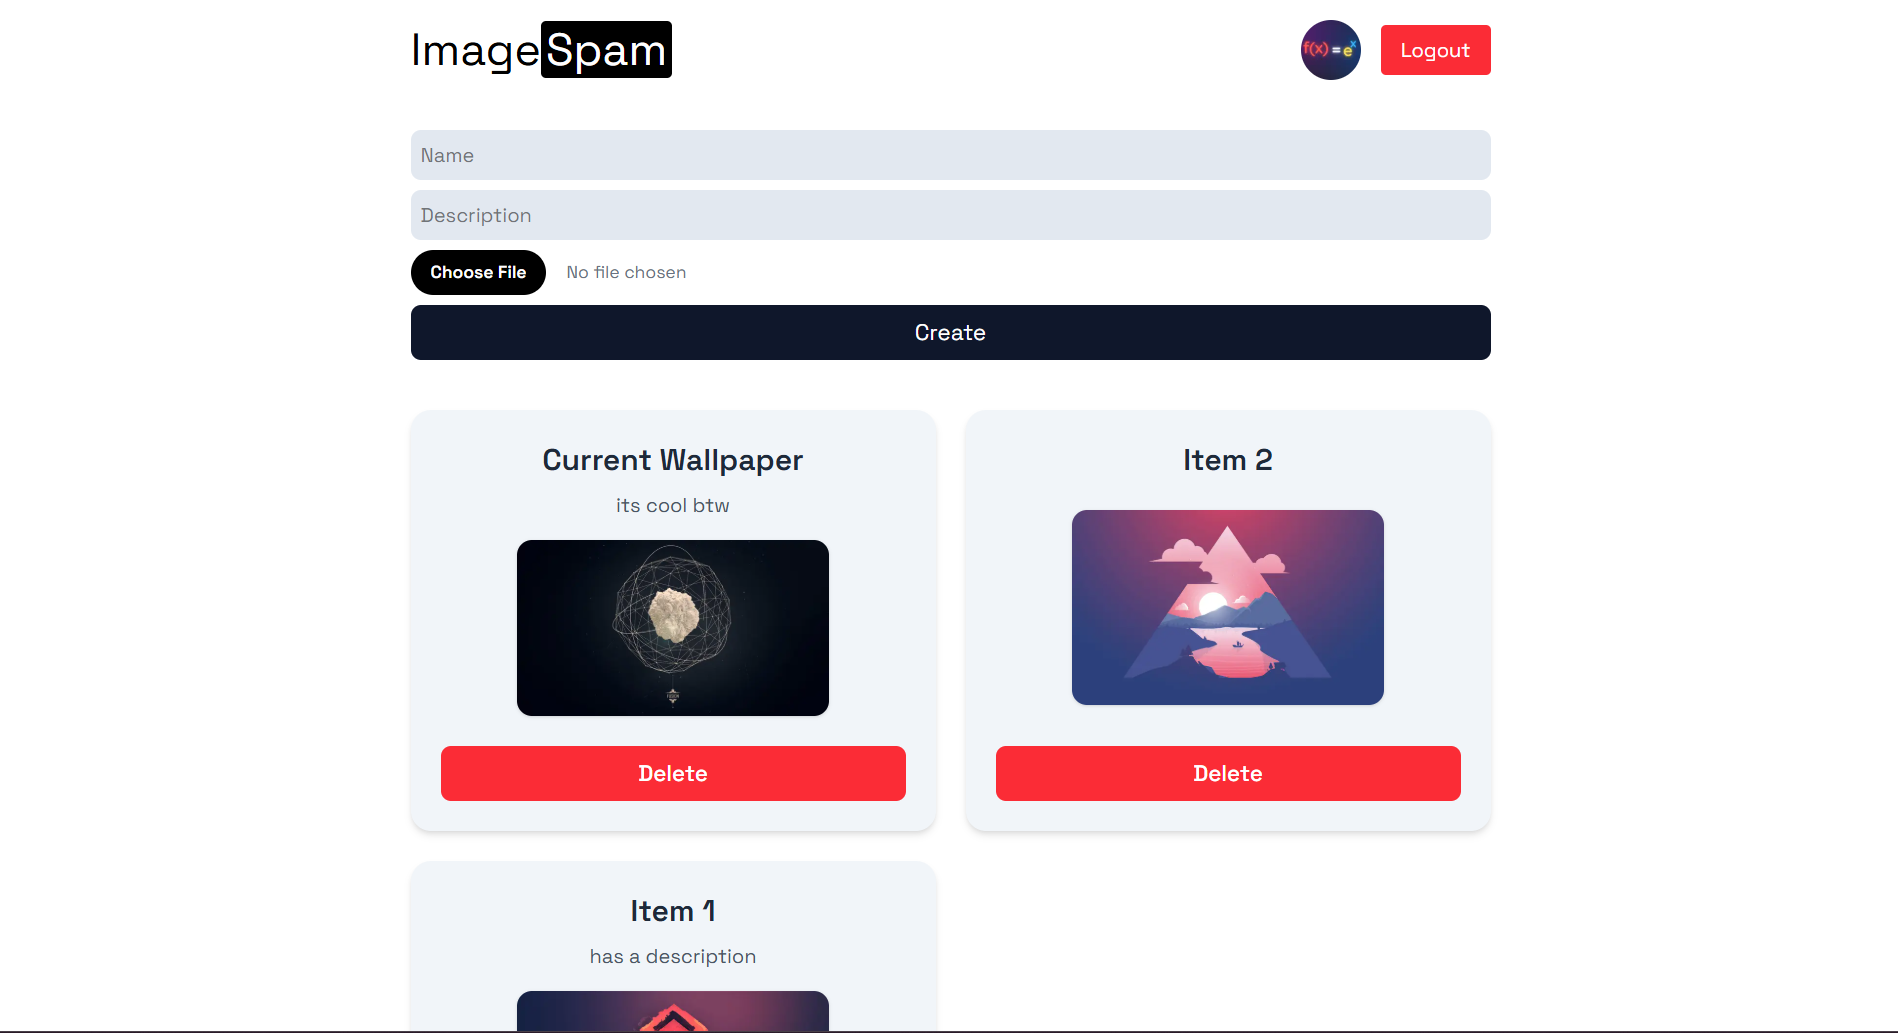 ImageSpam
f(x) = e^x
Logout
Name
Description
Choose File No file chosen
Create
Current Wallpaper
its cool btw
Delete
Item 2
Delete
Item 1
has a description